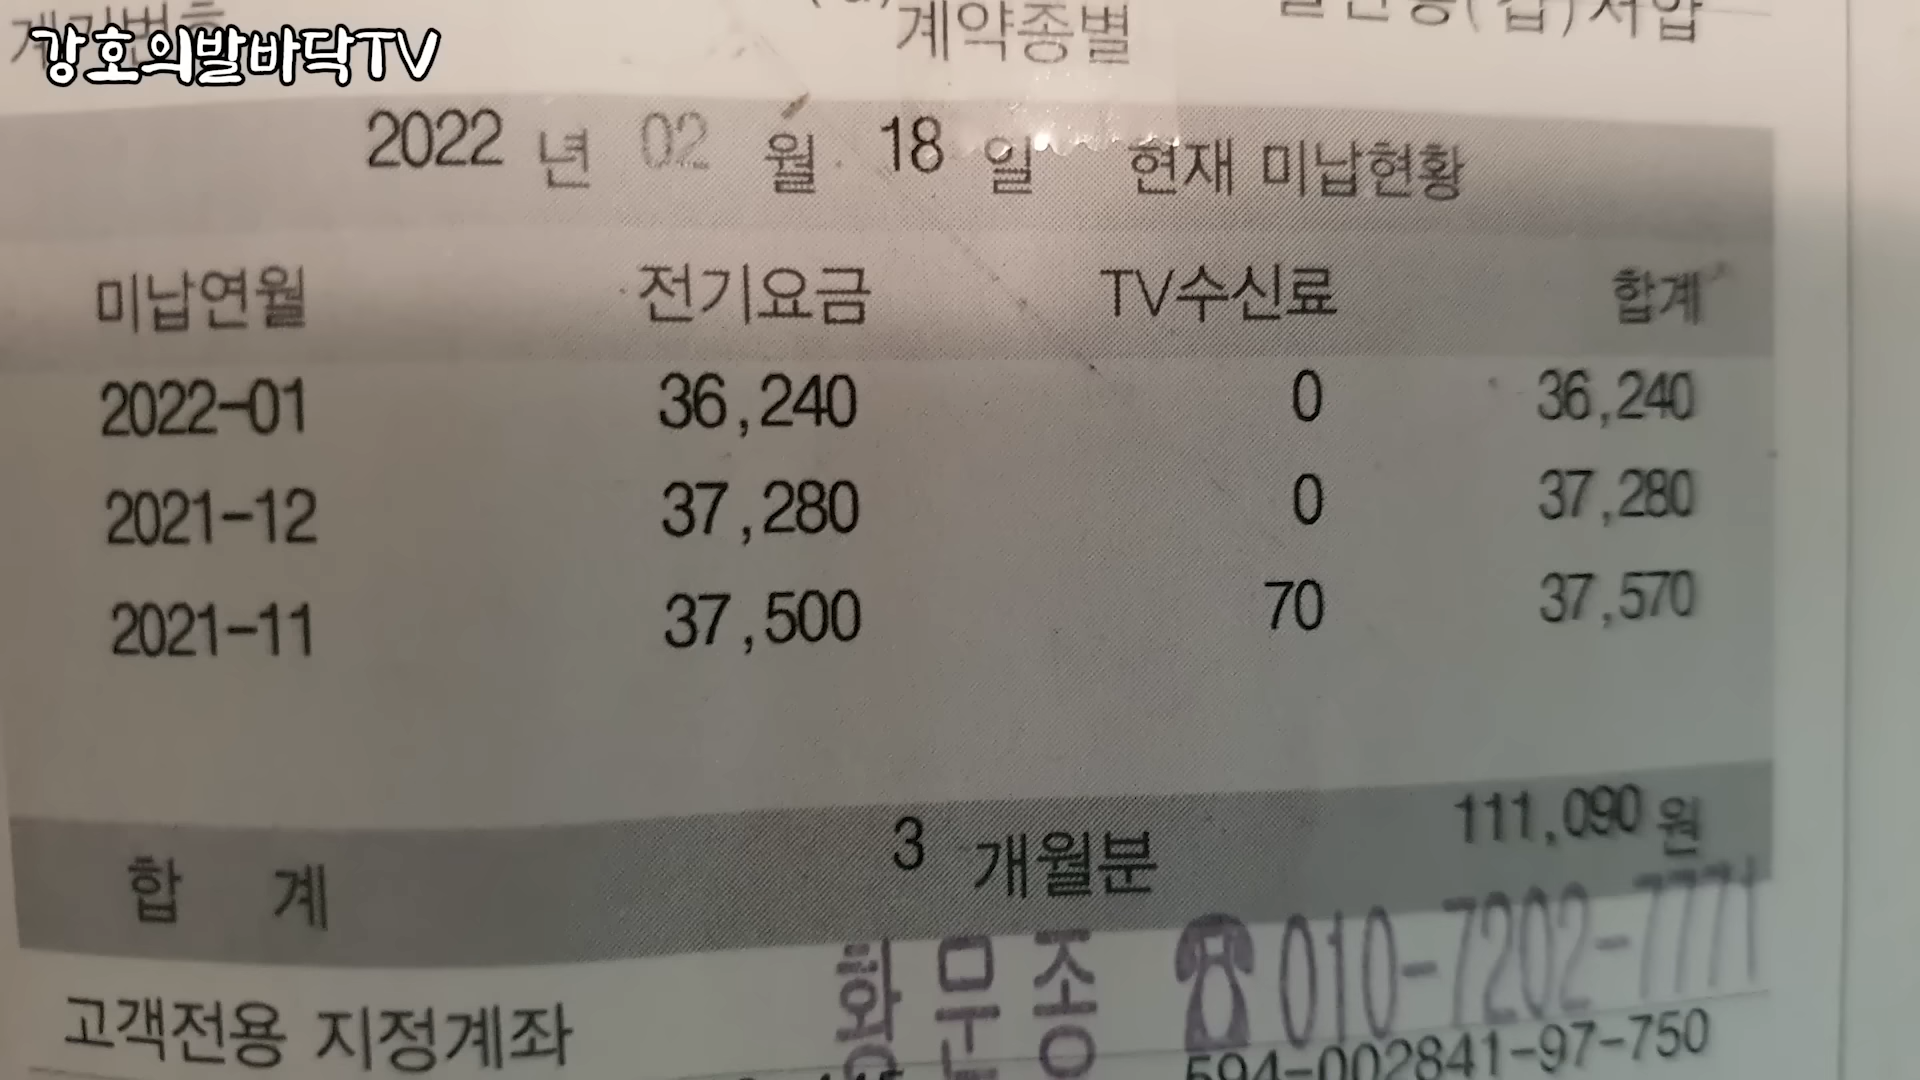 강호의발바닥TV
계약종별
2022 년 02 월 18 일 현재 미납현황
미납연월 전기요금 TV수신료 합계
2022-01 36,240 0 36,240
2021-12 37,280 0 37,280
2021-11 37,500 70 37,570
합 계 3 개월분 111,090 원
황 문 종 ☎010-7202-7771
고객전용 지정계좌
594-002841-97-750